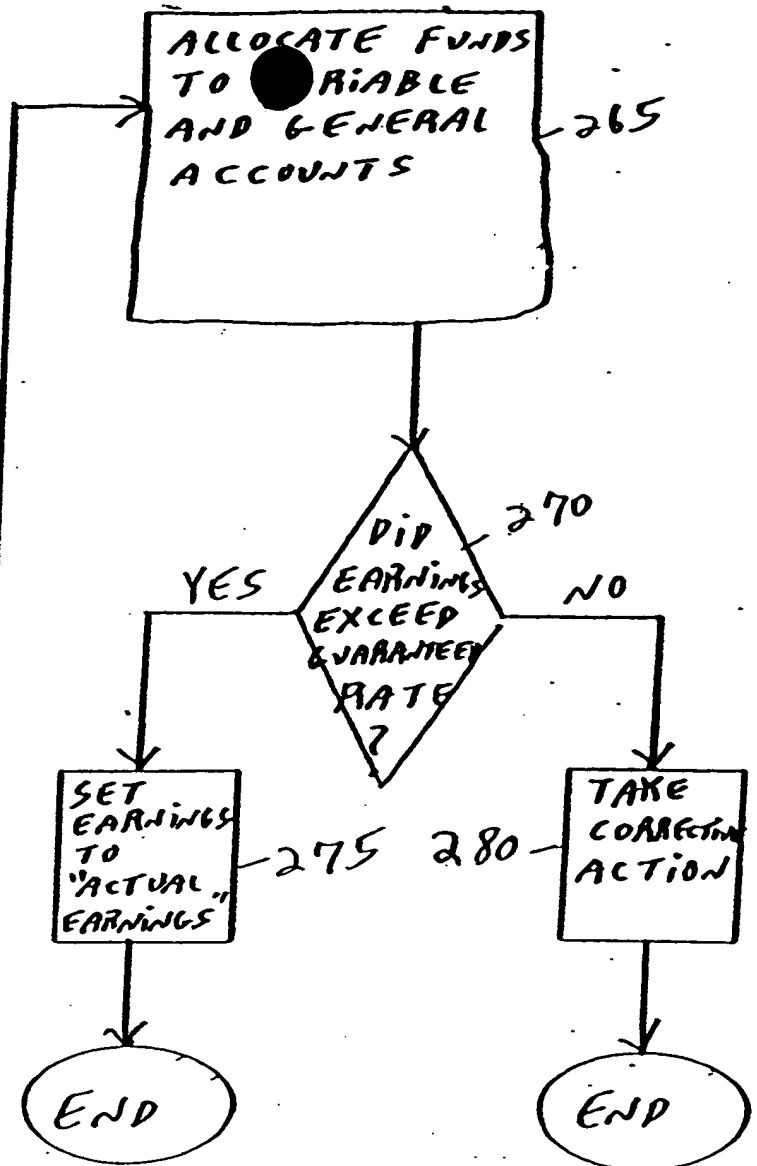 ALLOCATE FUNDS
TO RIABLE
AND GENERAL
ACCOUNTS
265
DiD
EARNiNGS
EXCEED
GUARANTEED
RATE
?
270
YES
NO
SET
EARNiNGS
TO
"ACTUAL
EARNiNGS"
275
280
TAKE
CORRECTIVE
ACTiON
END
END